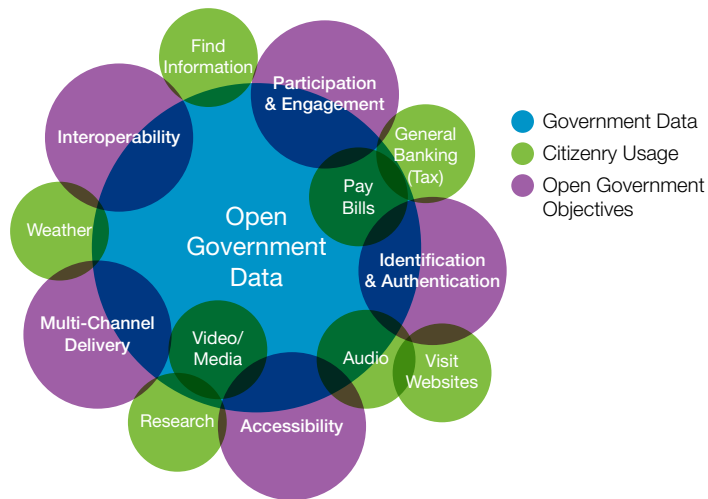 Find
Information
Participation
& Engagement
Interoperability
General
Banking
(Tax)
Pay
Bills
Weather
Open
Government
Data
Identification
& Authentication
Multi-Channel
Delivery
Video/
Media
Audio
Visit
Websites
Research
Accessibility
Government Data
Citizenry Usage
Open Government
Objectives